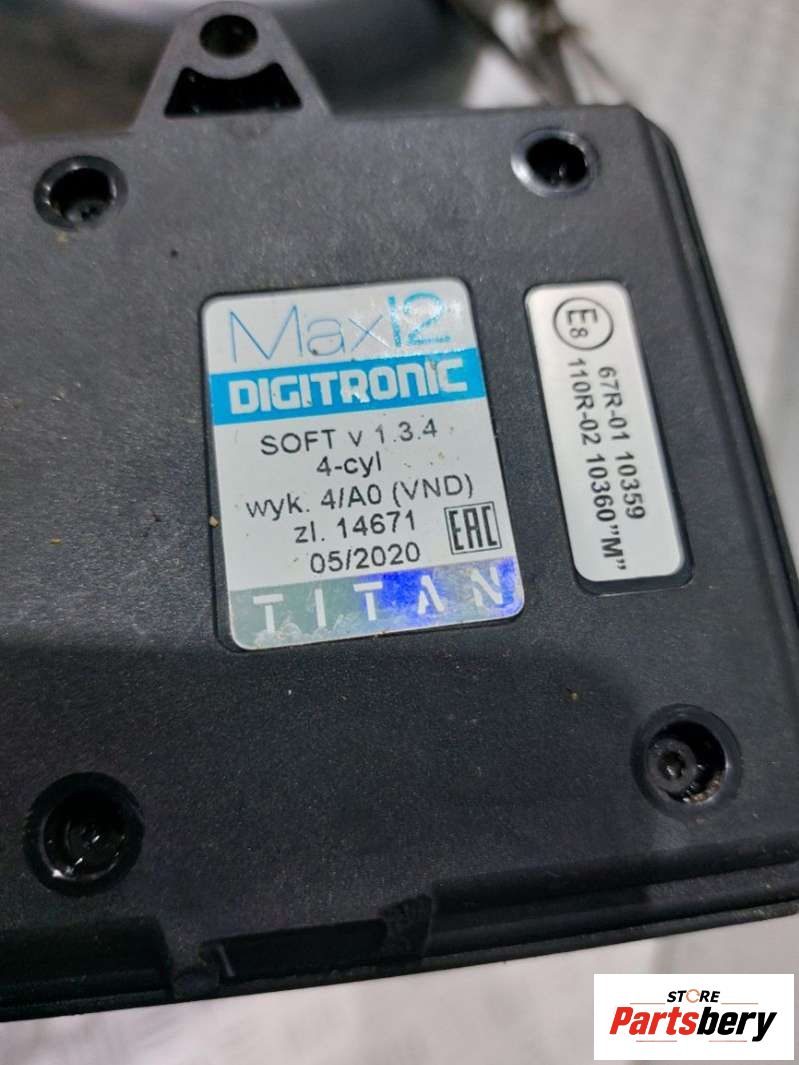 Max12
DIGITRONIC
SOFT v 1.3.4
4-cyl
wyk. 4/A0 (VND)
zl. 14671
05/2020
EAC
TITAN
E8
67R-01 10359
110R-02 10360"M"
STORE
Partsbery